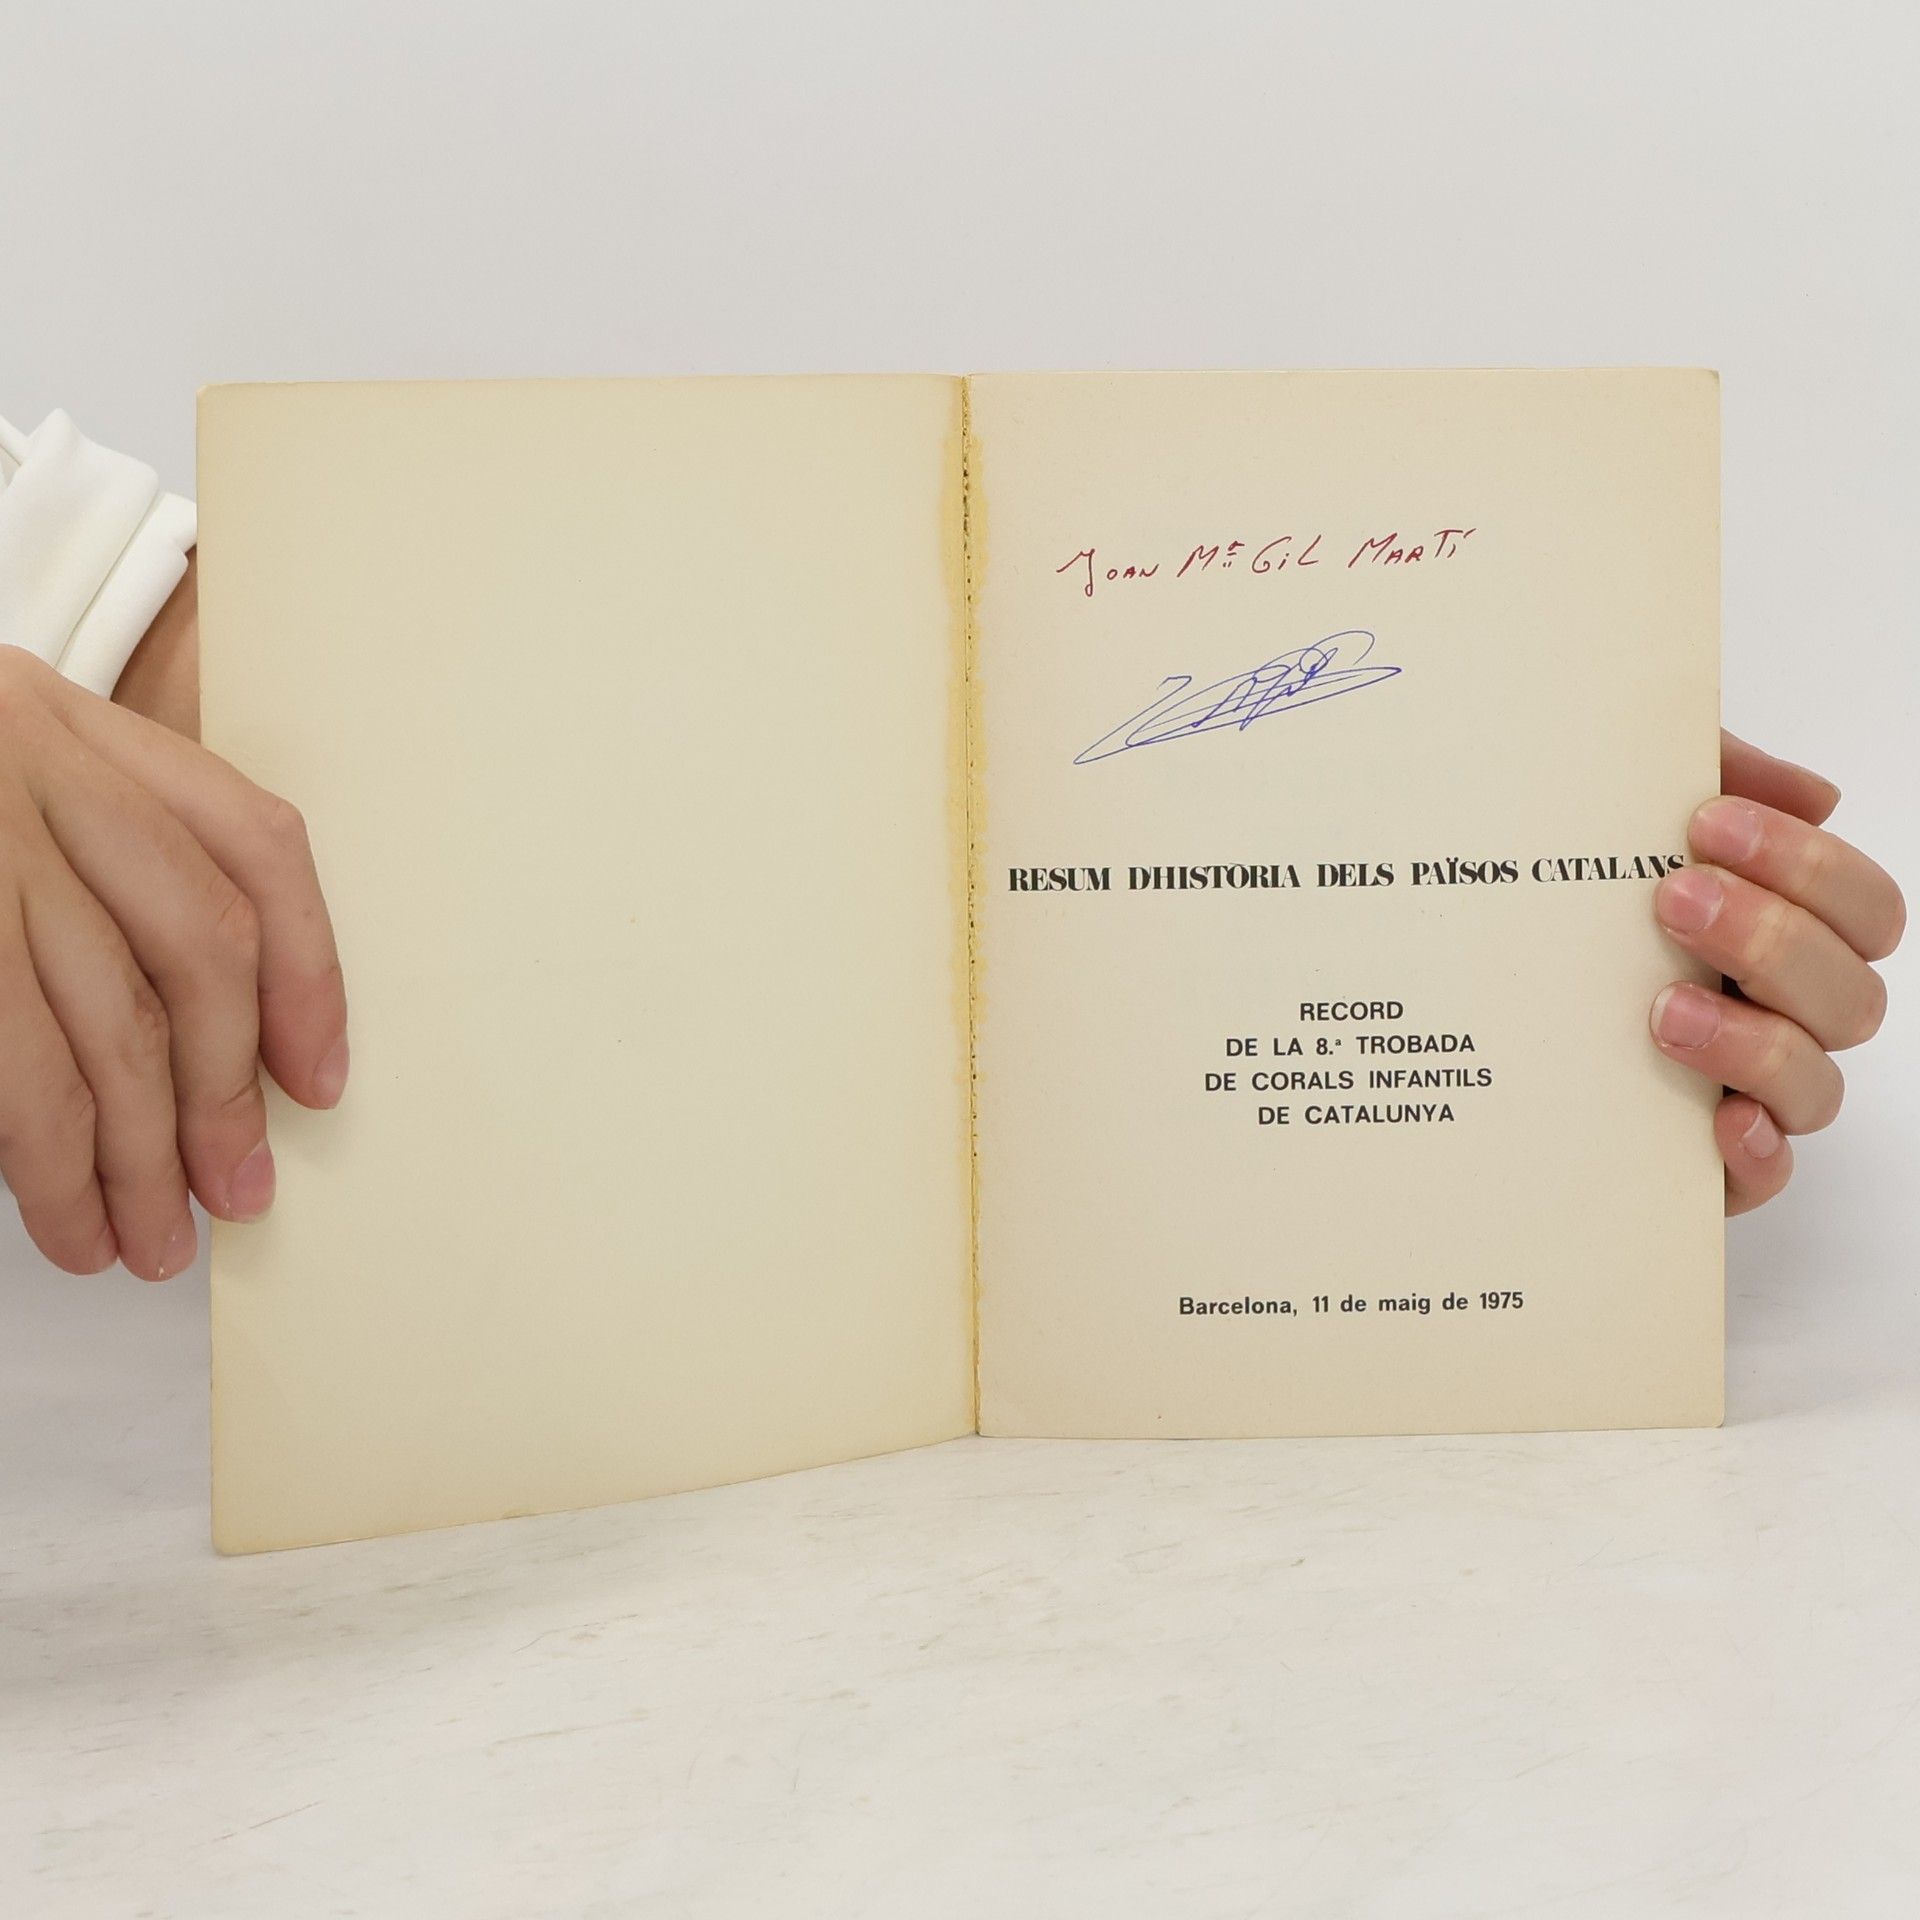 Joan Mª Gil Martí
RESUM D'HISTÒRIA DELS PAÏSOS CATALANS
RECORD
DE LA 8.ª TROBADA
DE CORALS INFANTILS
DE CATALUNYA
Barcelona, 11 de maig de 1975